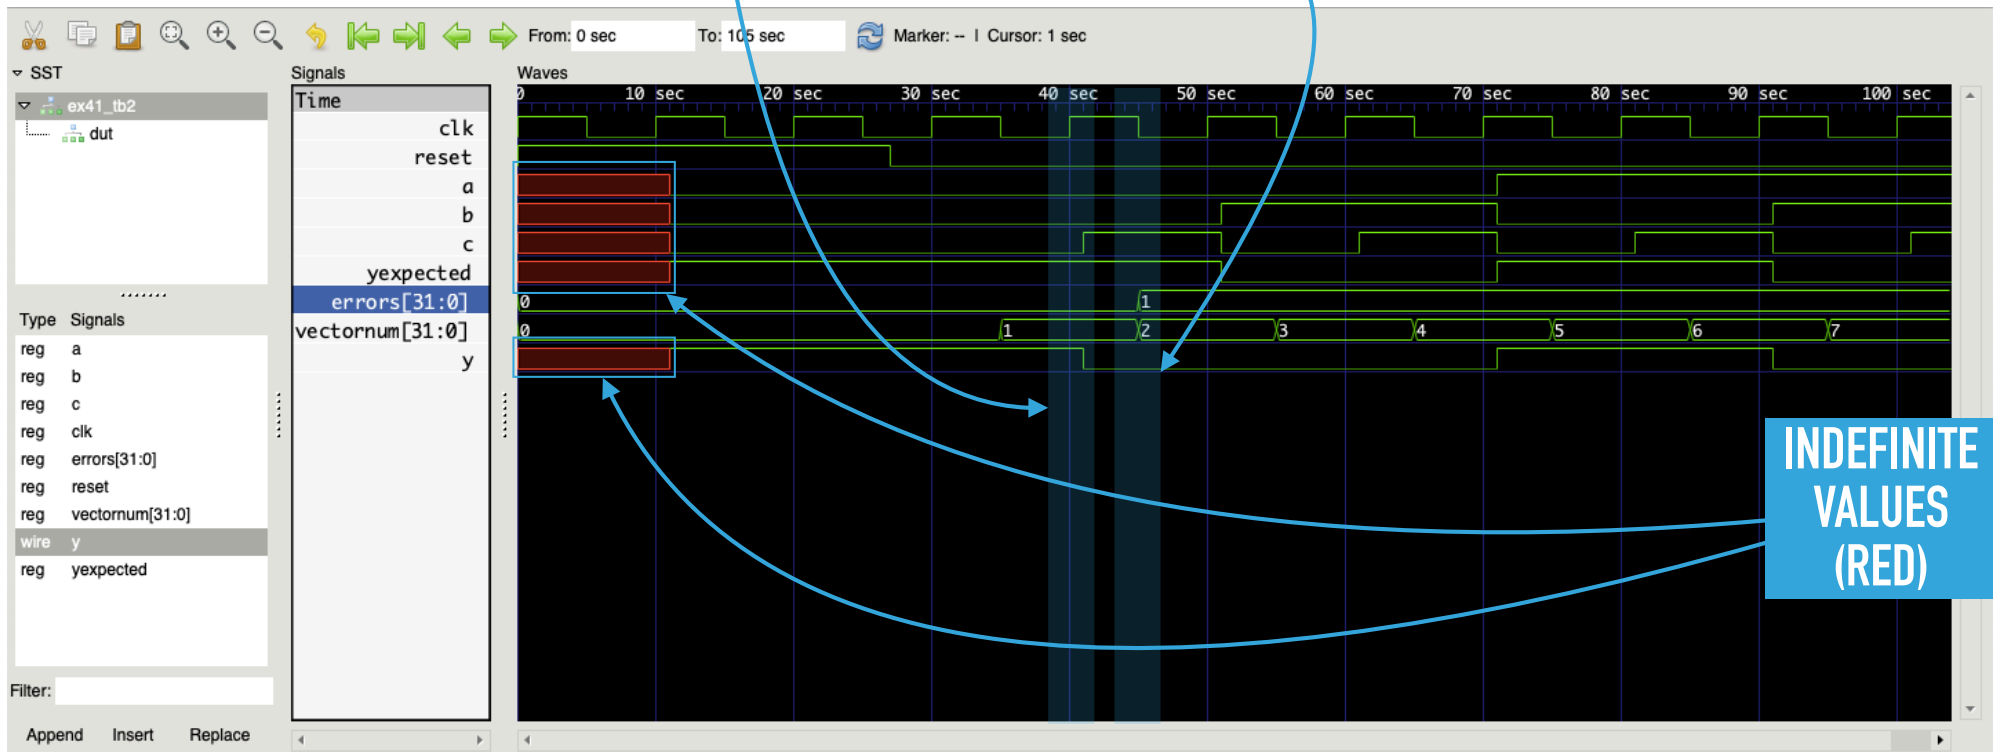 From: 0 sec To: 105 sec Marker: -- | Cursor: 1 sec
SST
ex41_tb2
dut
Type Signals
reg a
reg b
reg c
reg clk
reg errors[31:0]
reg reset
reg vectornum[31:0]
wire y
reg yexpected
Filter:
Append Insert Replace
Signals
Time
clk
reset
a
b
c
yexpected
errors[31:0]
vectornum[31:0]
y
Waves
0 10 sec 20 sec 30 sec 40 sec 50 sec 60 sec 70 sec 80 sec 90 sec 100 sec
0 1
0 1 2 3 4 5 6 7
INDEFINITE
VALUES
(RED)